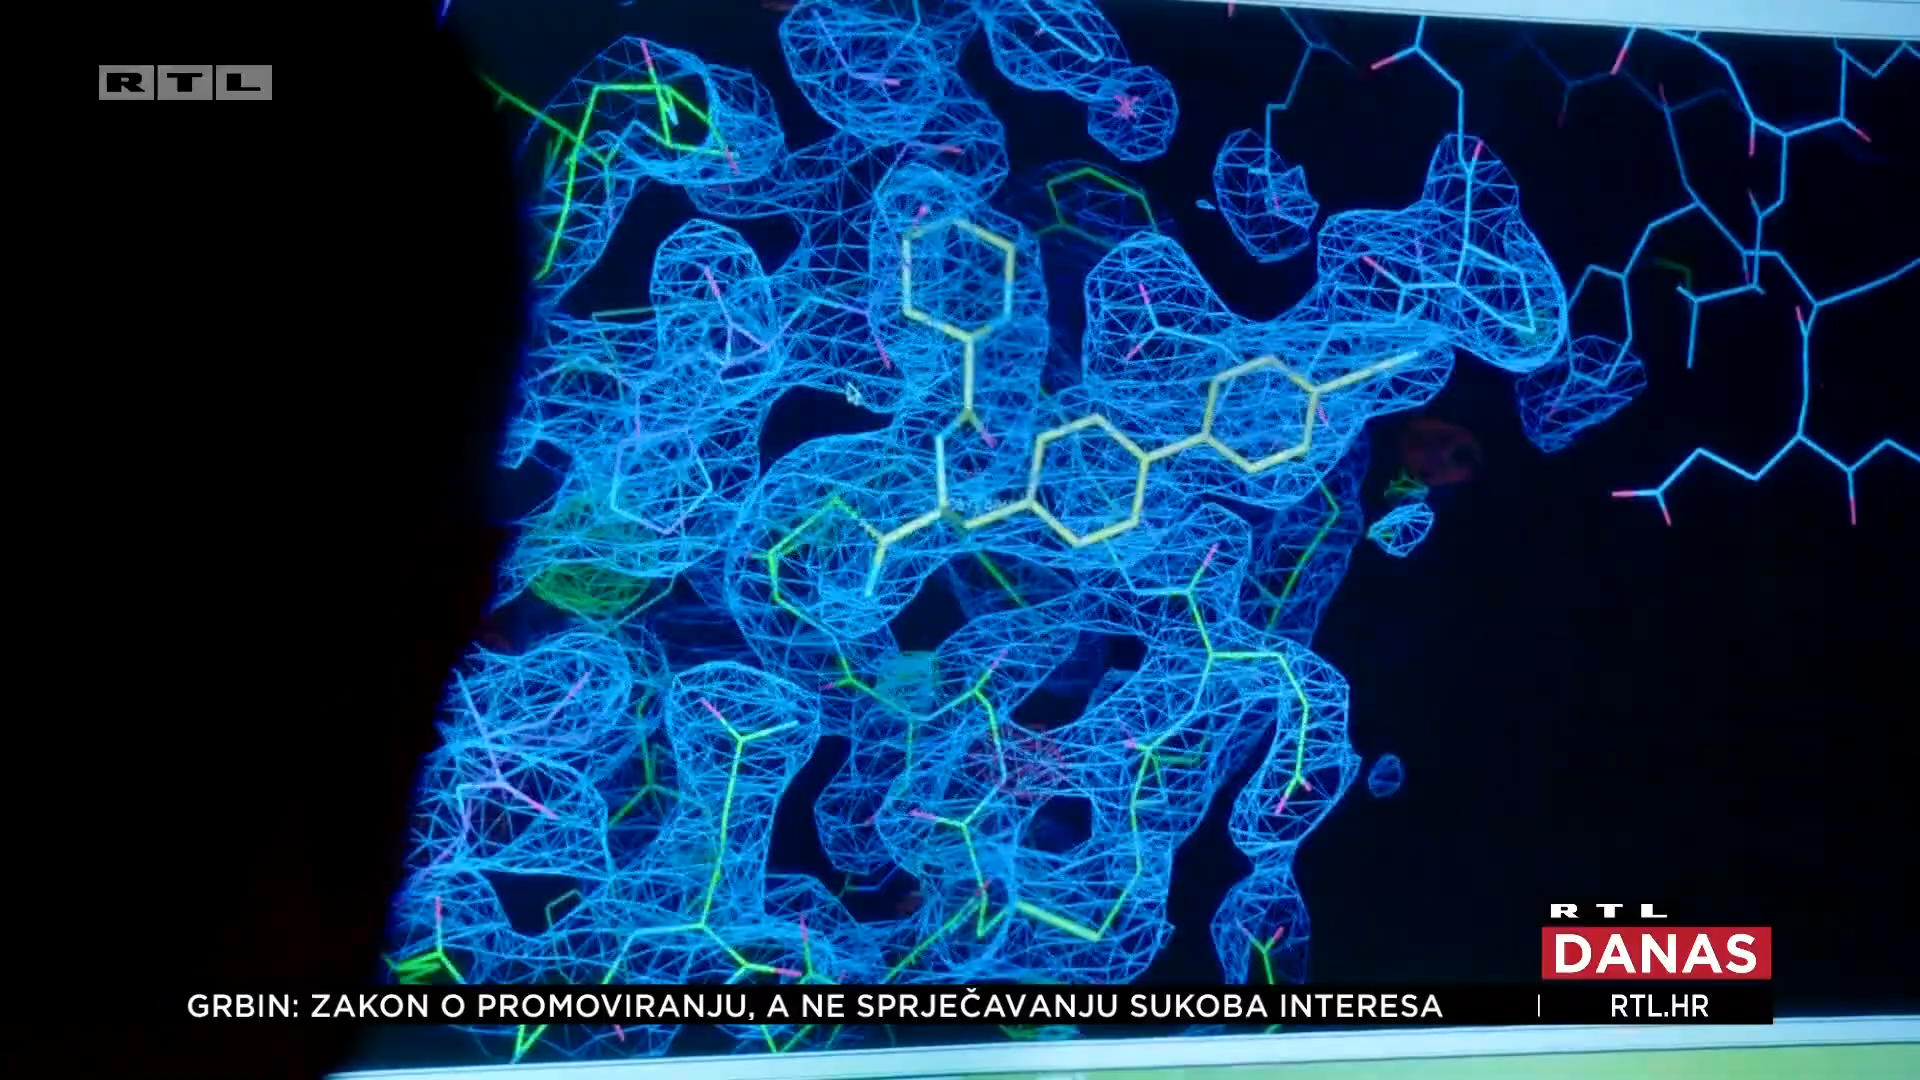 RTL
RTL
DANAS
GRBIN: ZAKON O PROMOVIRANJU, A NE SPRJEČAVANJU SUKOBA INTERESA | RTL.HR